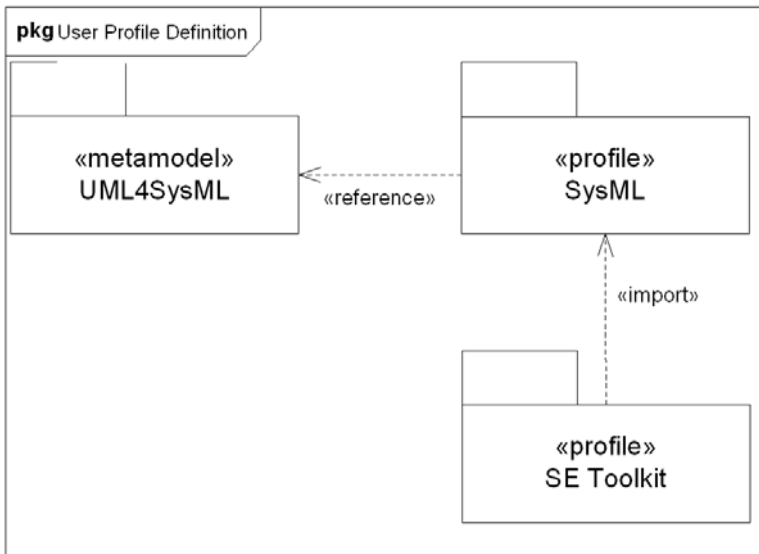 pkg User Profile Definition
«metamodel»
UML4SysML
«profile»
SysML
«reference»
«import»
«profile»
SE Toolkit